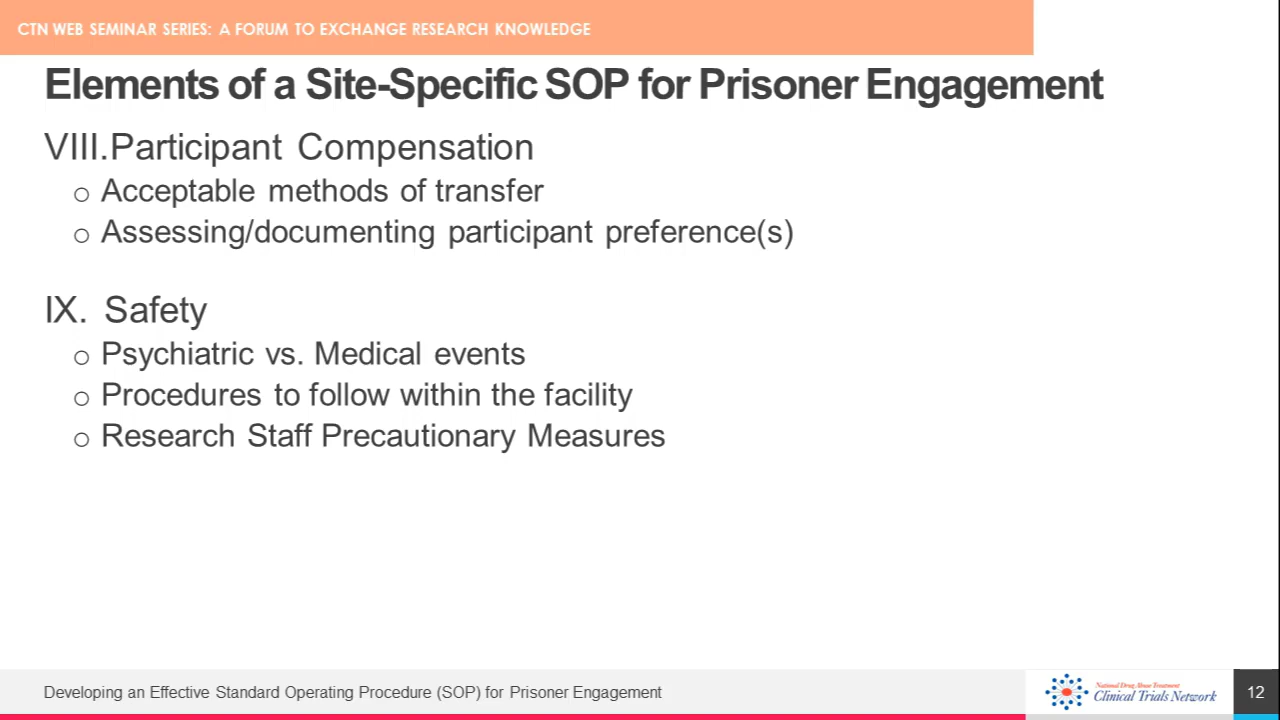 CTN WEB SEMINAR SERIES: A FORUM TO EXCHANGE RESEARCH KNOWLEDGE
Elements of a Site-Specific SOP for Prisoner Engagement
VIII.Participant Compensation
o Acceptable methods of transfer
o Assessing/documenting participant preference(s)
IX. Safety
o Psychiatric vs. Medical events
o Procedures to follow within the facility
o Research Staff Precautionary Measures
Developing an Effective Standard Operating Procedure (SOP) for Prisoner Engagement
National Drug Abuse Treatment
Clinical Trials Network
12